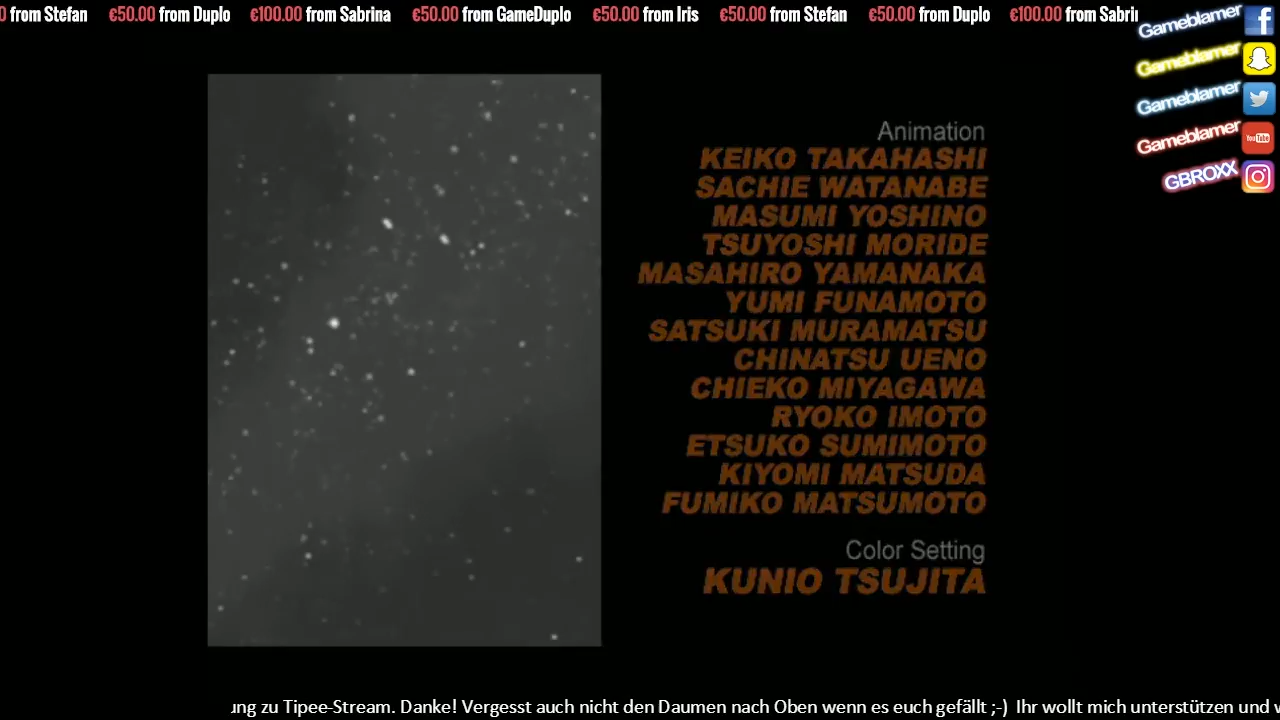 0 from Stefan €50.00 from Duplo €100.00 from Sabrina €50.00 from GameDuplo €50.00 from Iris €50.00 from Stefan €50.00 from Duplo €100.00 from Sabri
Gameblamer
Gameblamer
Gameblamer
Gameblamer
YouTube
GBROXX
Animation
KEIKO TAKAHASHI
SACHIE WATANABE
MASUMI YOSHINO
TSUYOSHI MORIDE
MASAHIRO YAMANAKA
YUMI FUNAMOTO
SATSUKI MURAMATSU
CHINATSU UENO
CHIEKO MIYAGAWA
RYOKO IMOTO
ETSUKO SUMIMOTO
KIYOMI MATSUDA
FUMIKO MATSUMOTO
Color Setting
KUNIO TSUJITA
ung zu Tipee-Stream. Danke! Vergesst auch nicht den Daumen nach Oben wenn es euch gefällt ;-) Ihr wollt mich unterstützen und